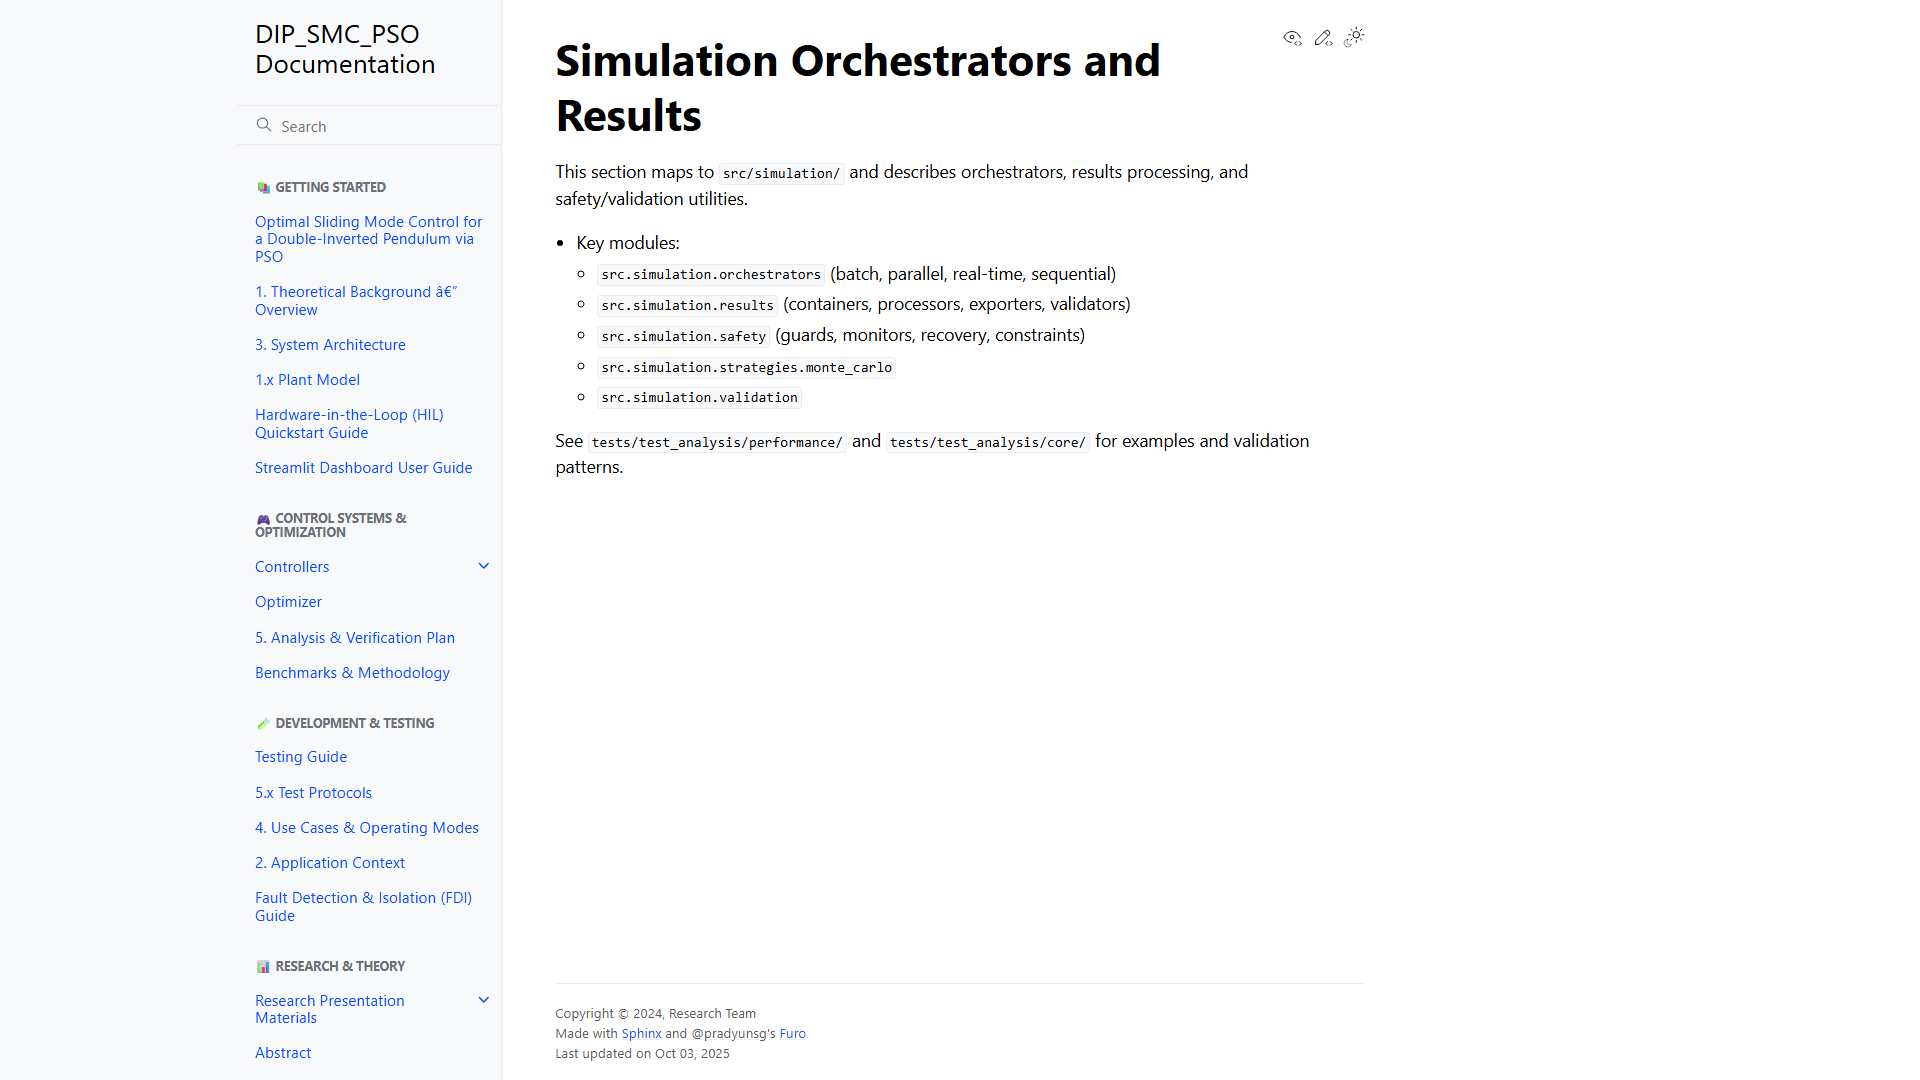 DIP_SMC_PSO
Documentation
Search
GETTING STARTED
Optimal Sliding Mode Control for
a Double-Inverted Pendulum via
PSO
1. Theoretical Background â€”
Overview
3. System Architecture
1.x Plant Model
Hardware-in-the-Loop (HIL)
Quickstart Guide
Streamlit Dashboard User Guide
CONTROL SYSTEMS &
OPTIMIZATION
Controllers
Optimizer
5. Analysis & Verification Plan
Benchmarks & Methodology
DEVELOPMENT & TESTING
Testing Guide
5.x Test Protocols
4. Use Cases & Operating Modes
2. Application Context
Fault Detection & Isolation (FDI)
Guide
RESEARCH & THEORY
Research Presentation
Materials
Abstract
Simulation Orchestrators and
Results
This section maps to src/simulation/ and describes orchestrators, results processing, and
safety/validation utilities.
• Key modules:
◦ src.simulation.orchestrators (batch, parallel, real-time, sequential)
◦ src.simulation.results (containers, processors, exporters, validators)
◦ src.simulation.safety (guards, monitors, recovery, constraints)
◦ src.simulation.strategies.monte_carlo
◦ src.simulation.validation
See tests/test_analysis/performance/ and tests/test_analysis/core/ for examples and validation
patterns.
Copyright © 2024, Research Team
Made with Sphinx and @pradyunsg's Furo
Last updated on Oct 03, 2025